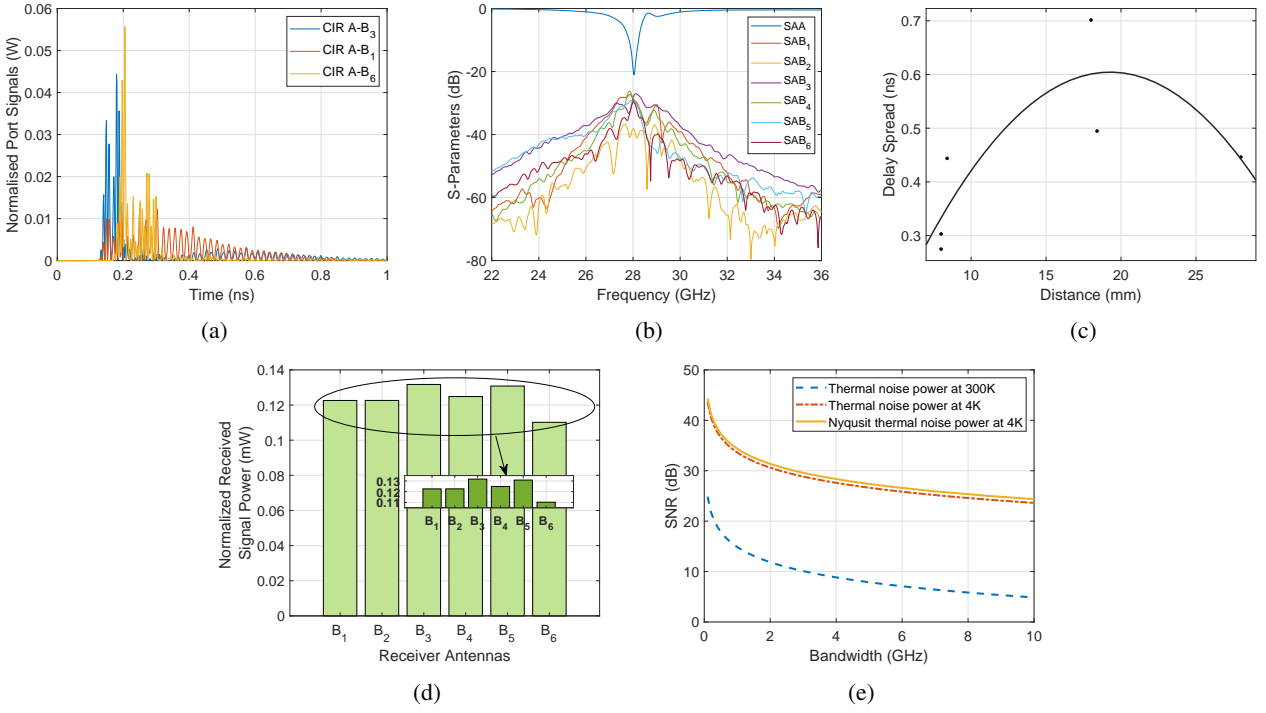 0.06
0.05
0.04
0.03
0.02
0.01
0
Normalised Port Signals (W)
CIR A-B3
CIR A-B1
CIR A-B6
0 0.2 0.4 0.6 0.8 1
Time (ns)
(a)
0
-20
-40
-60
-80
S-Parameters (dB)
SAA
SAB1
SAB2
SAB3
SAB4
SAB5
SAB6
22 24 26 28 30 32 34 36
Frequency (GHz)
(b)
0.7
0.6
0.5
0.4
0.3
Delay Spread (ns)
10 15 20 25
Distance (mm)
(c)
0.14
0.12
0.1
0.08
0.06
0.04
0.02
0
Normalized Received
Signal Power (mW)
0.13
0.12
0.11
B1 B2 B3 B4 B5 B6
B1 B2 B3 B4 B5 B6
Receiver Antennas
(d)
50
40
30
20
10
0
SNR (dB)
Thermal noise power at 300K
Thermal noise power at 4K
Nyqusit thermal noise power at 4K
0 2 4 6 8 10
Bandwidth (GHz)
(e)